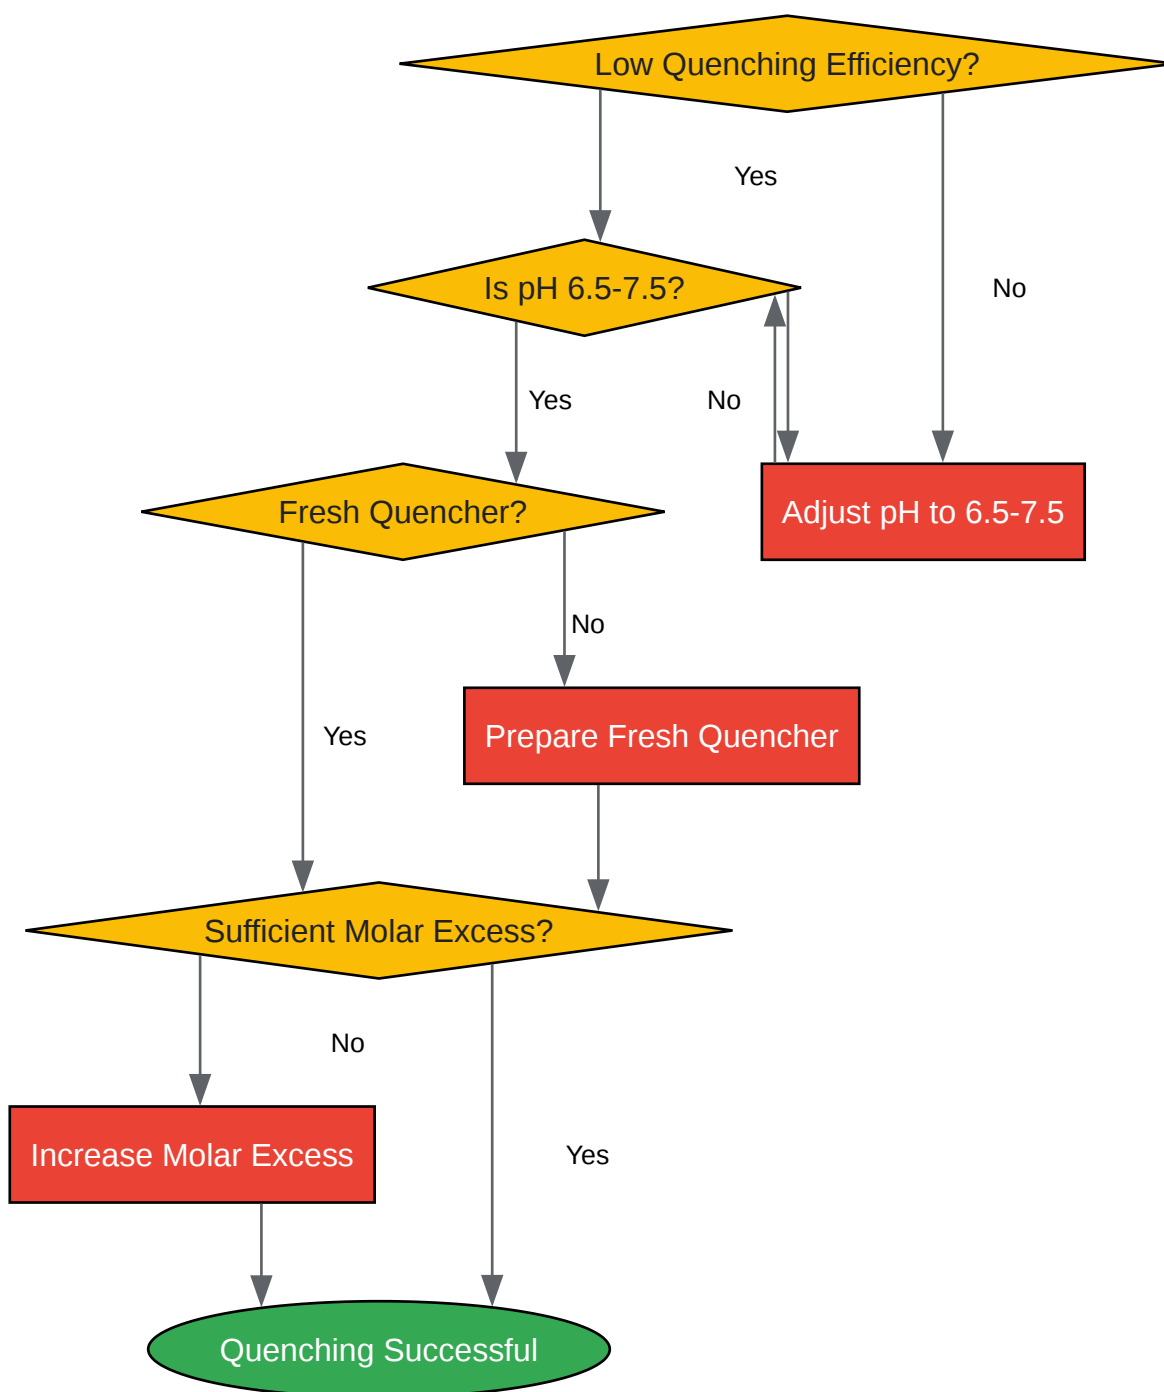 Low Quenching Efficiency?
Yes
Is pH 6.5-7.5?
No
Yes
No
Fresh Quencher?
Adjust pH to 6.5-7.5
No
Yes
Prepare Fresh Quencher
Sufficient Molar Excess?
No
Increase Molar Excess
Yes
Quenching Successful